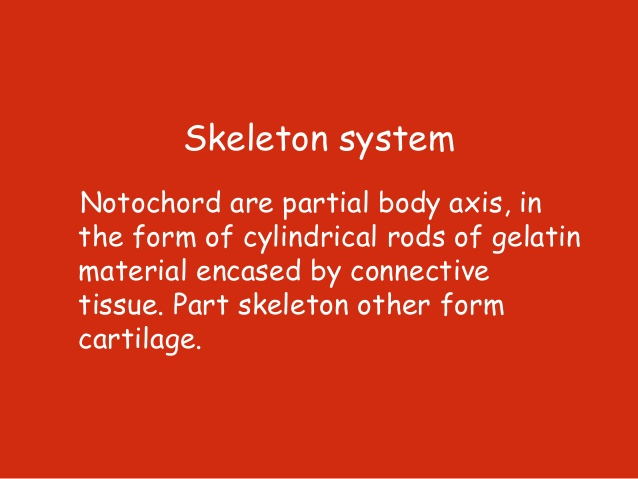 Skeleton system
Notochord are partial body axis, in
the form of cylindrical rods of gelatin
material encased by connective
tissue. Part skeleton other form
cartilage.